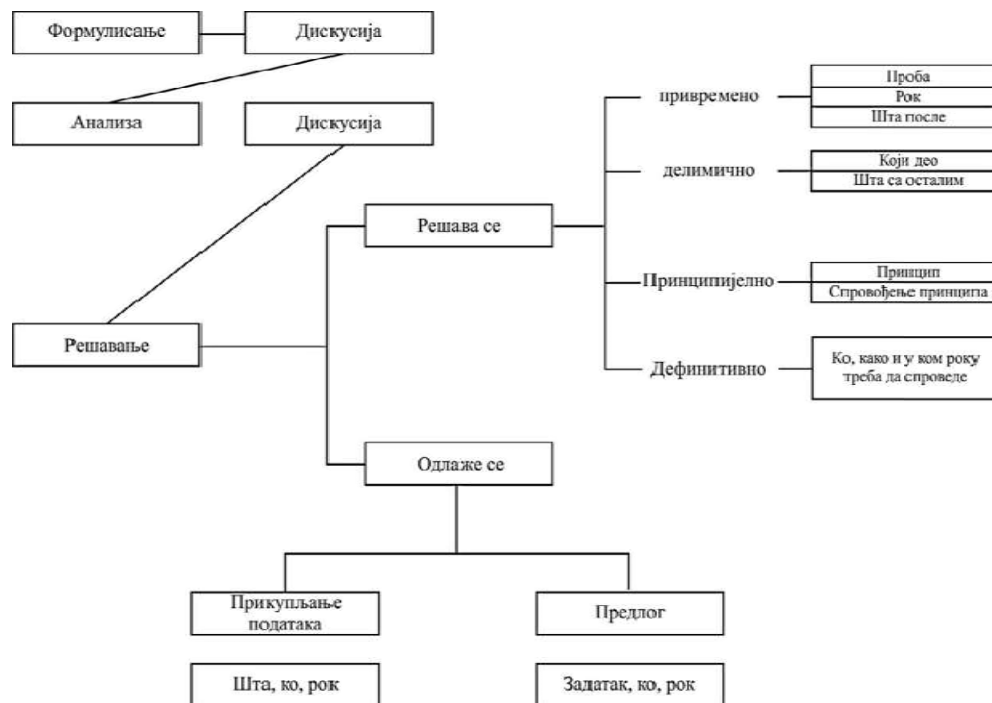 Формулисање
Дискусија
Анализа
Дискусија
Решавање
Решава се
привремено
Проба
Рок
Шта после
делимично
Који део
Шта са осталим
Принципијелно
Принцип
Спровођење принципа
Дефинитивно
Ко, како и у ком року
треба да спроведе
Одлаже се
Прикупљање
података
Предлог
Шта, ко, рок
Задатак, ко, рок